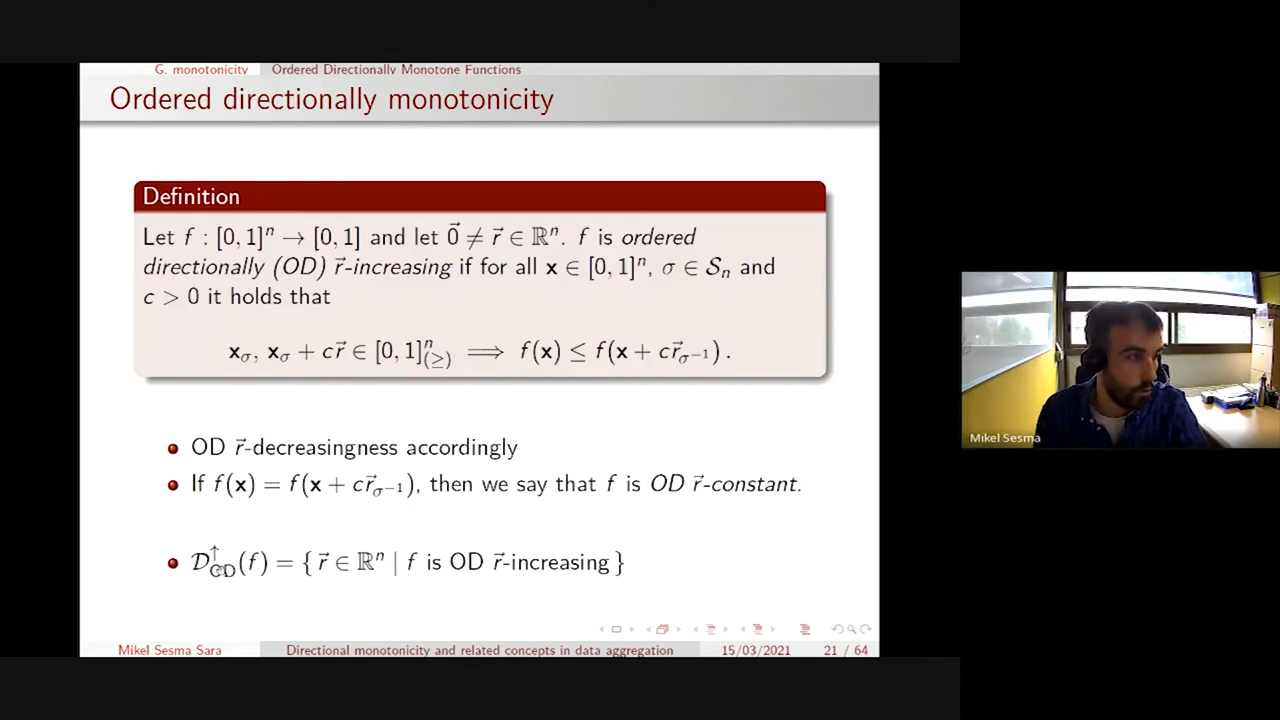 G. monotonicity Ordered Directionally Monotone Functions
Ordered directionally monotonicity
Definition
Let f : [0, 1]ⁿ → [0, 1] and let 0⃗ ≠ r⃗ ∈ ℝⁿ. f is ordered
directionally (OD) r⃗-increasing if for all x ∈ [0, 1]ⁿ, σ ∈ 𝒮ₙ and
c > 0 it holds that
x_σ, x_σ + cr⃗ ∈ [0, 1]ⁿ_(≥) ⟹ f(x) ≤ f(x + cr⃗_σ⁻¹) .
OD r⃗-decreasingness accordingly
If f(x) = f(x + cr⃗_σ⁻¹), then we say that f is OD r⃗-constant.
𝒟↑_OD(f) = { r⃗ ∈ ℝⁿ | f is OD r⃗-increasing }
Mikel Sesma Sara Directional monotonicity and related concepts in data aggregation 15/03/2021 21 / 64
Mikel Sesma